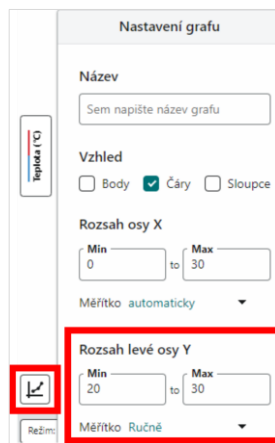 Nastavení grafu
Název
Sem napište název grafu
Vzhled
Body Čáry Sloupce
Rozsah osy X
Min Max
0 to 30
Měřítko automaticky
Rozsah levé osy Y
Min Max
20 to 30
Měřítko Ručně
Teplota (°C)
Režim: